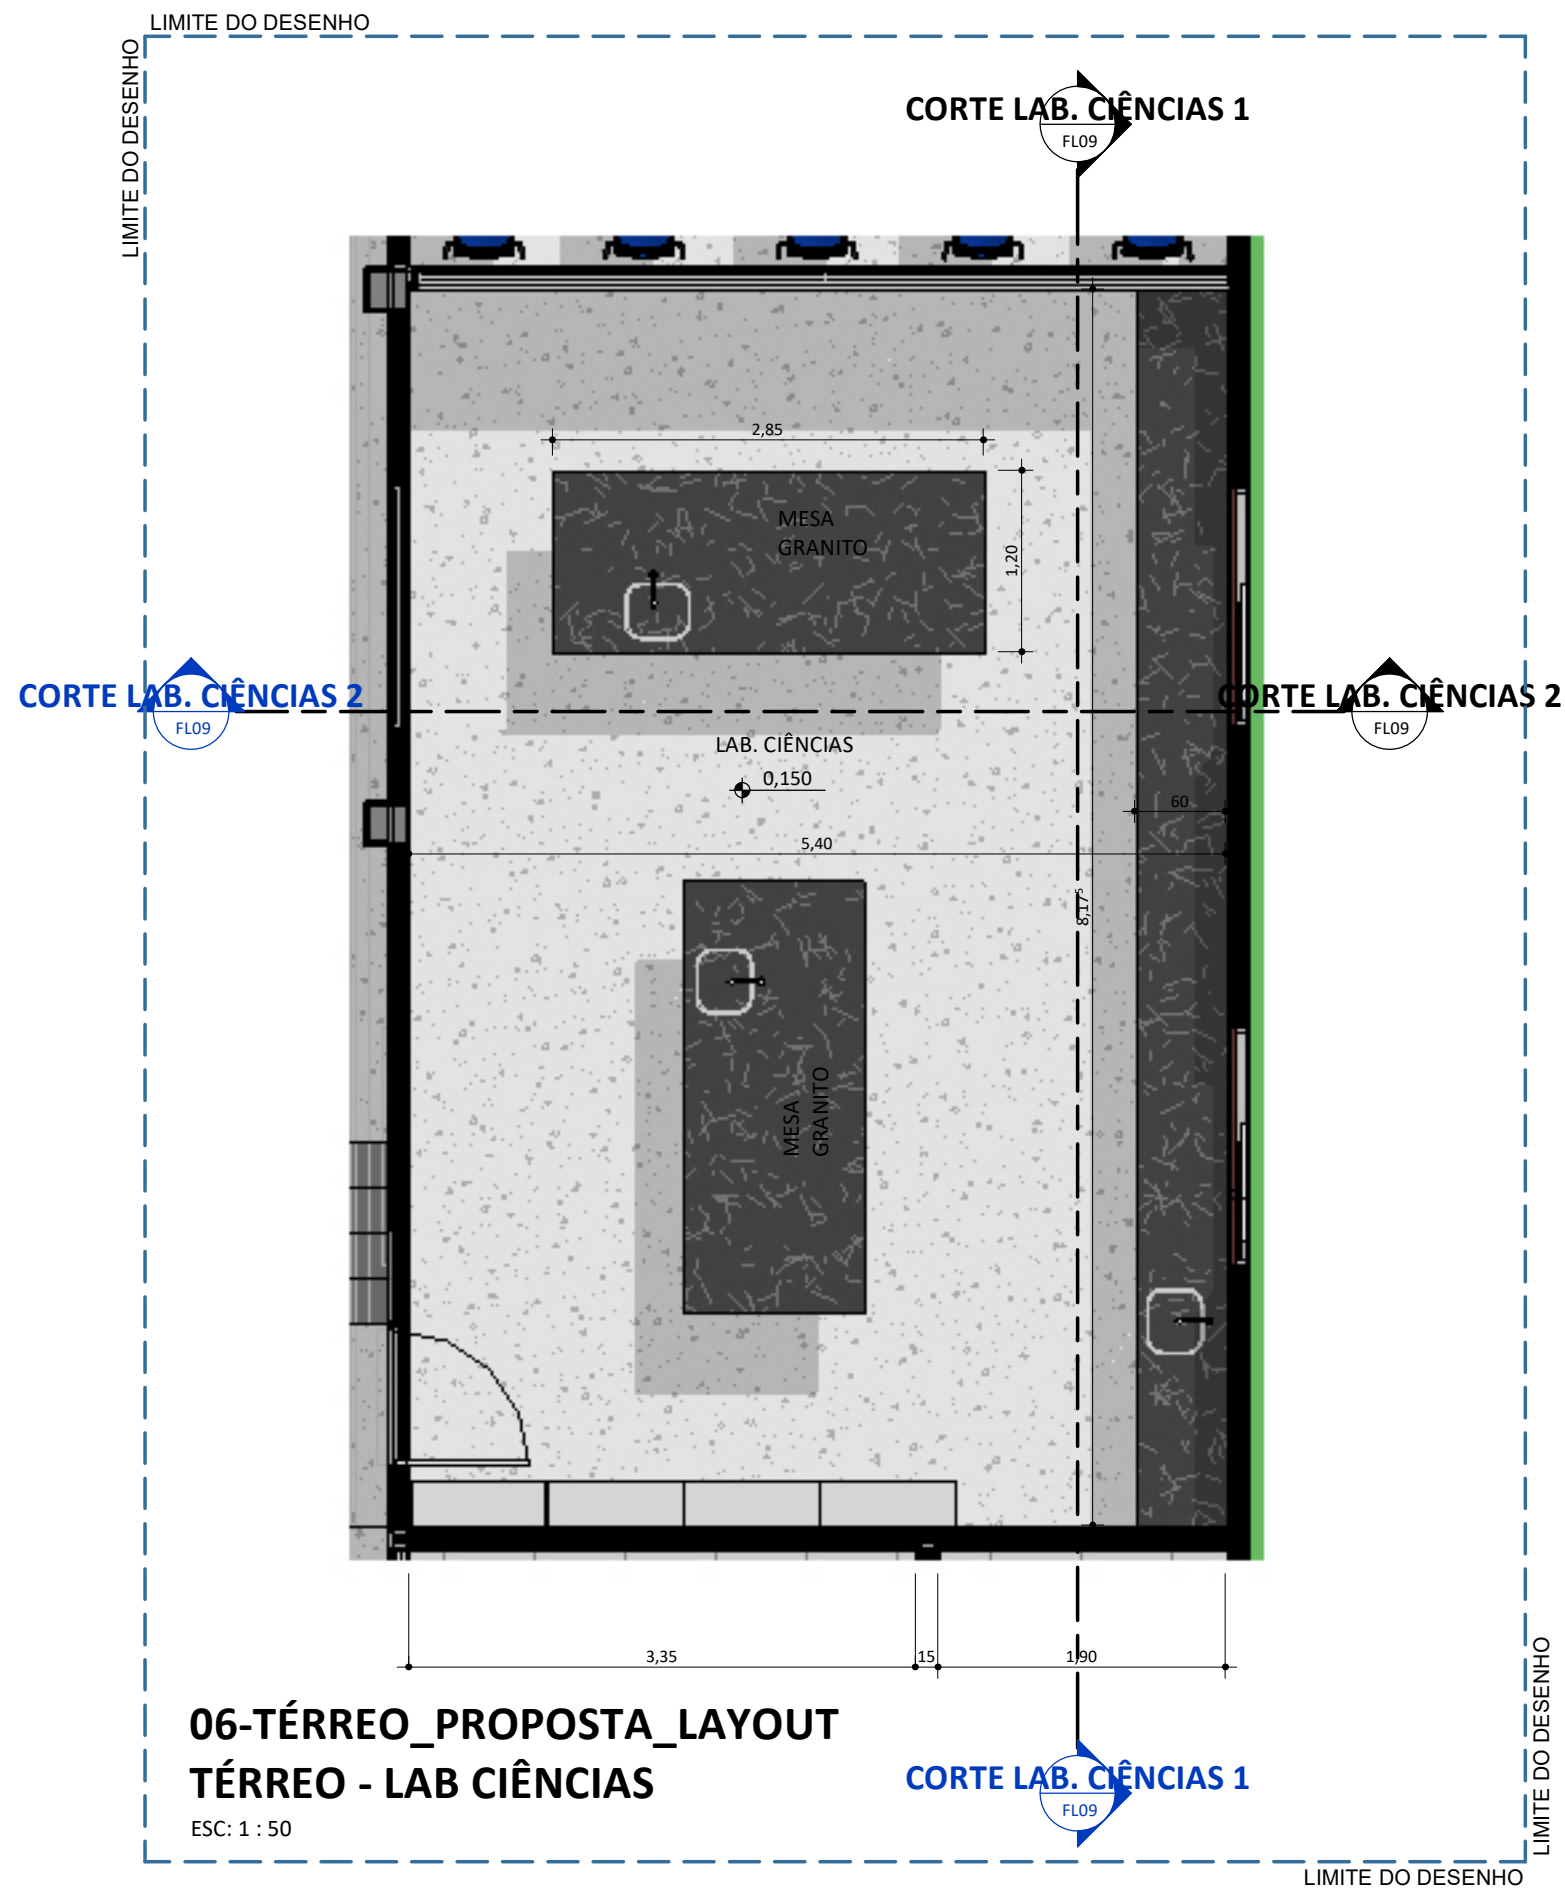 LIMITE DO DESENHO
LIMITE DO DESENHO
CORTE LAB. CIÊNCIAS 1
FL09
2,85
MESA
GRANITO
1,20
CORTE LAB. CIÊNCIAS 2
FL09
CORTE LAB. CIÊNCIAS 2
FL09
LAB. CIÊNCIAS
0,150
60
5,40
8,17⁵
MESA
GRANITO
3,35
15
1,90
06-TÉRREO_PROPOSTA_LAYOUT
TÉRREO - LAB CIÊNCIAS
ESC: 1 : 50
CORTE LAB. CIÊNCIAS 1
FL09
LIMITE DO DESENHO
LIMITE DO DESENHO